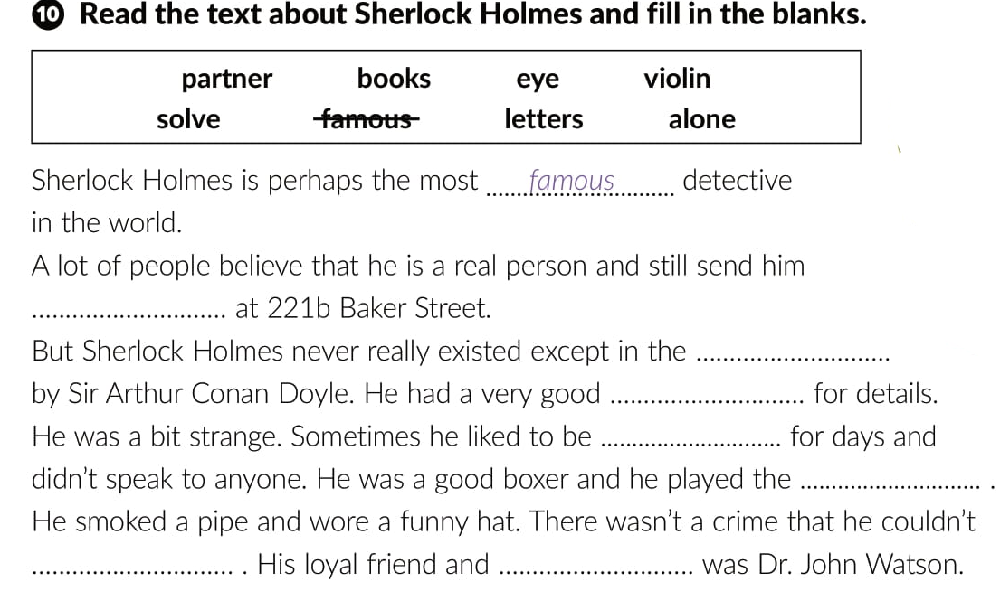 10 Read the text about Sherlock Holmes and fill in the blanks.
partner books eye violin
solve famous letters alone
Sherlock Holmes is perhaps the most ....famous........ detective
in the world.
A lot of people believe that he is a real person and still send him
............................. at 221b Baker Street.
But Sherlock Holmes never really existed except in the .............................
by Sir Arthur Conan Doyle. He had a very good ............................. for details.
He was a bit strange. Sometimes he liked to be ............................. for days and
didn’t speak to anyone. He was a good boxer and he played the ............................. .
He smoked a pipe and wore a funny hat. There wasn’t a crime that he couldn’t
............................. . His loyal friend and ............................. was Dr. John Watson.